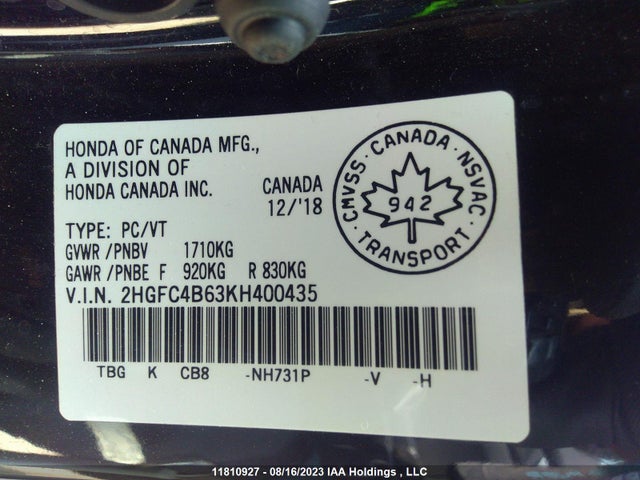 HONDA OF CANADA MFG.,
A DIVISION OF
HONDA CANADA INC.
CANADA
12/'18
CMVSS · CANADA · NSVAC · TRANSPORT ·
942
TYPE: PC/VT
GVWR /PNBV 1710KG
GAWR /PNBE F 920KG R 830KG
V.I.N. 2HGFC4B63KH400435
TBG K CB8 -NH731P -V -H
11810927 - 08/16/2023 IAA Holdings , LLC